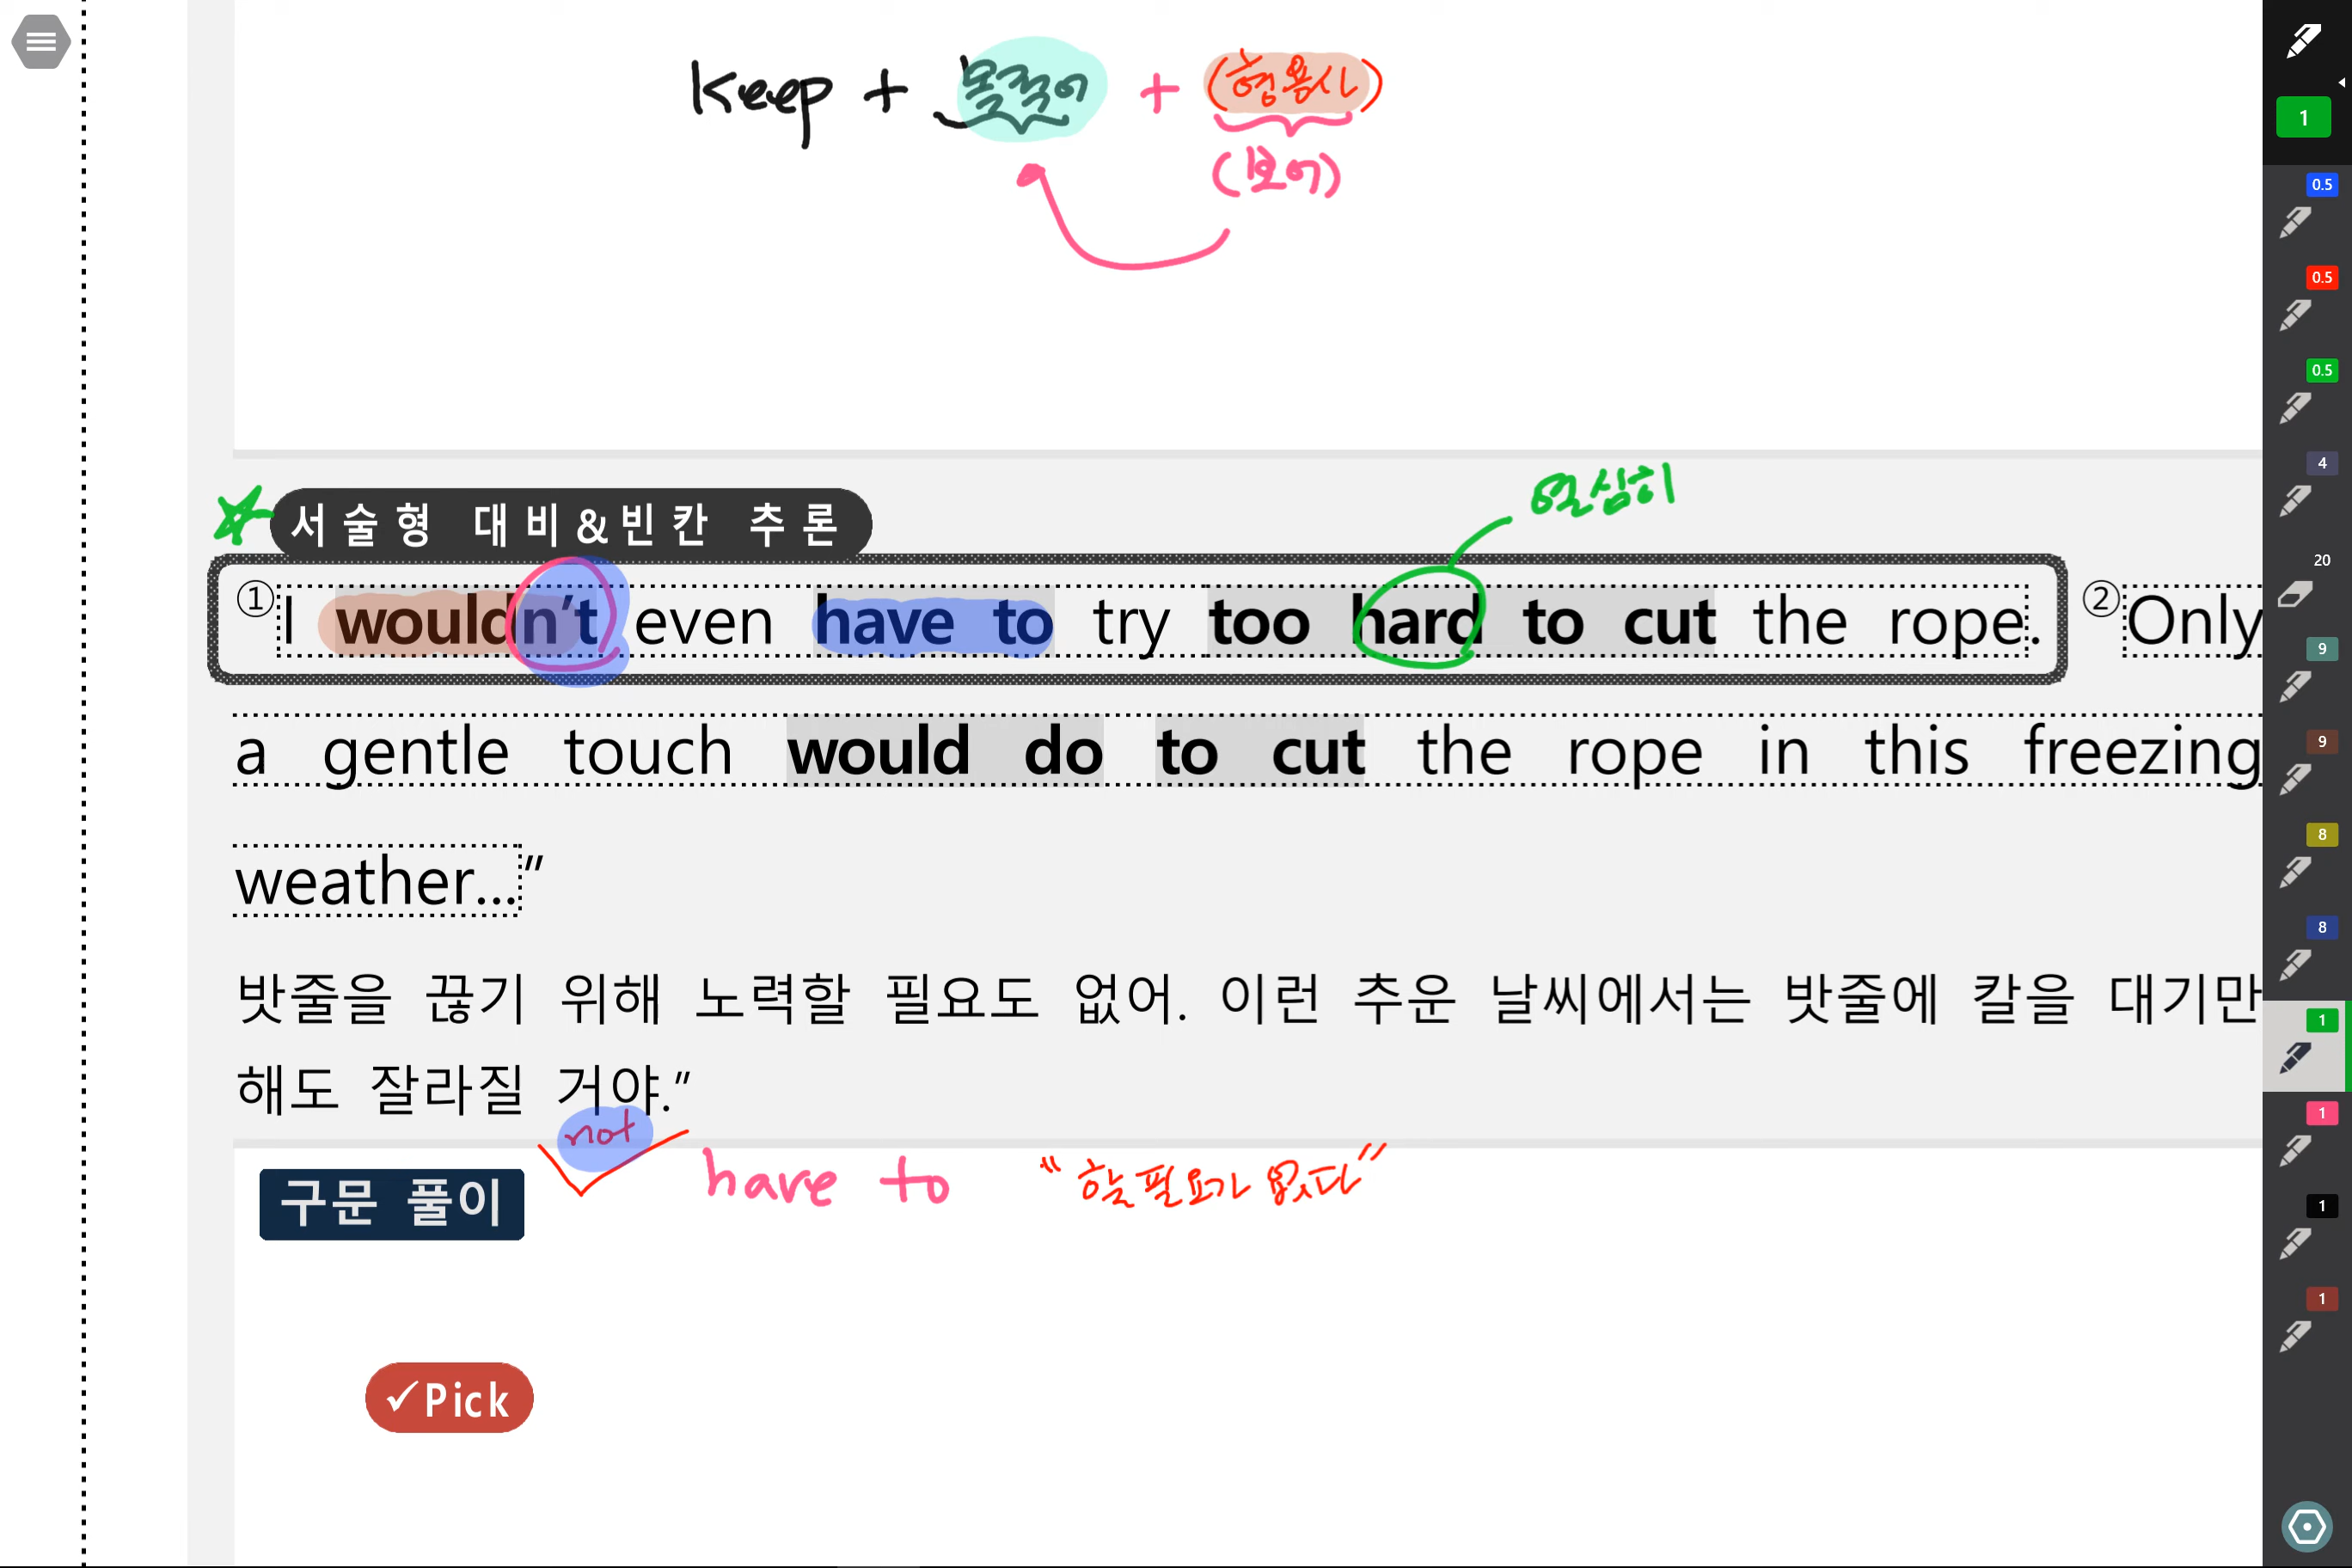 keep + 목적어 + (형용사)
(보어)
열심히
서술형 대비&빈칸 추론
①I wouldn't even have to try too hard to cut the rope. ②Only
a gentle touch would do to cut the rope in this freezing
weather...”
밧줄을 끊기 위해 노력할 필요도 없어. 이런 추운 날씨에서는 밧줄에 칼을 대기만
해도 잘라질 거야.”
not
구문 풀이
have to “할 필요가 없다”
✓Pick
1
0.5
0.5
0.5
4
20
9
9
8
8
1
1
1
1